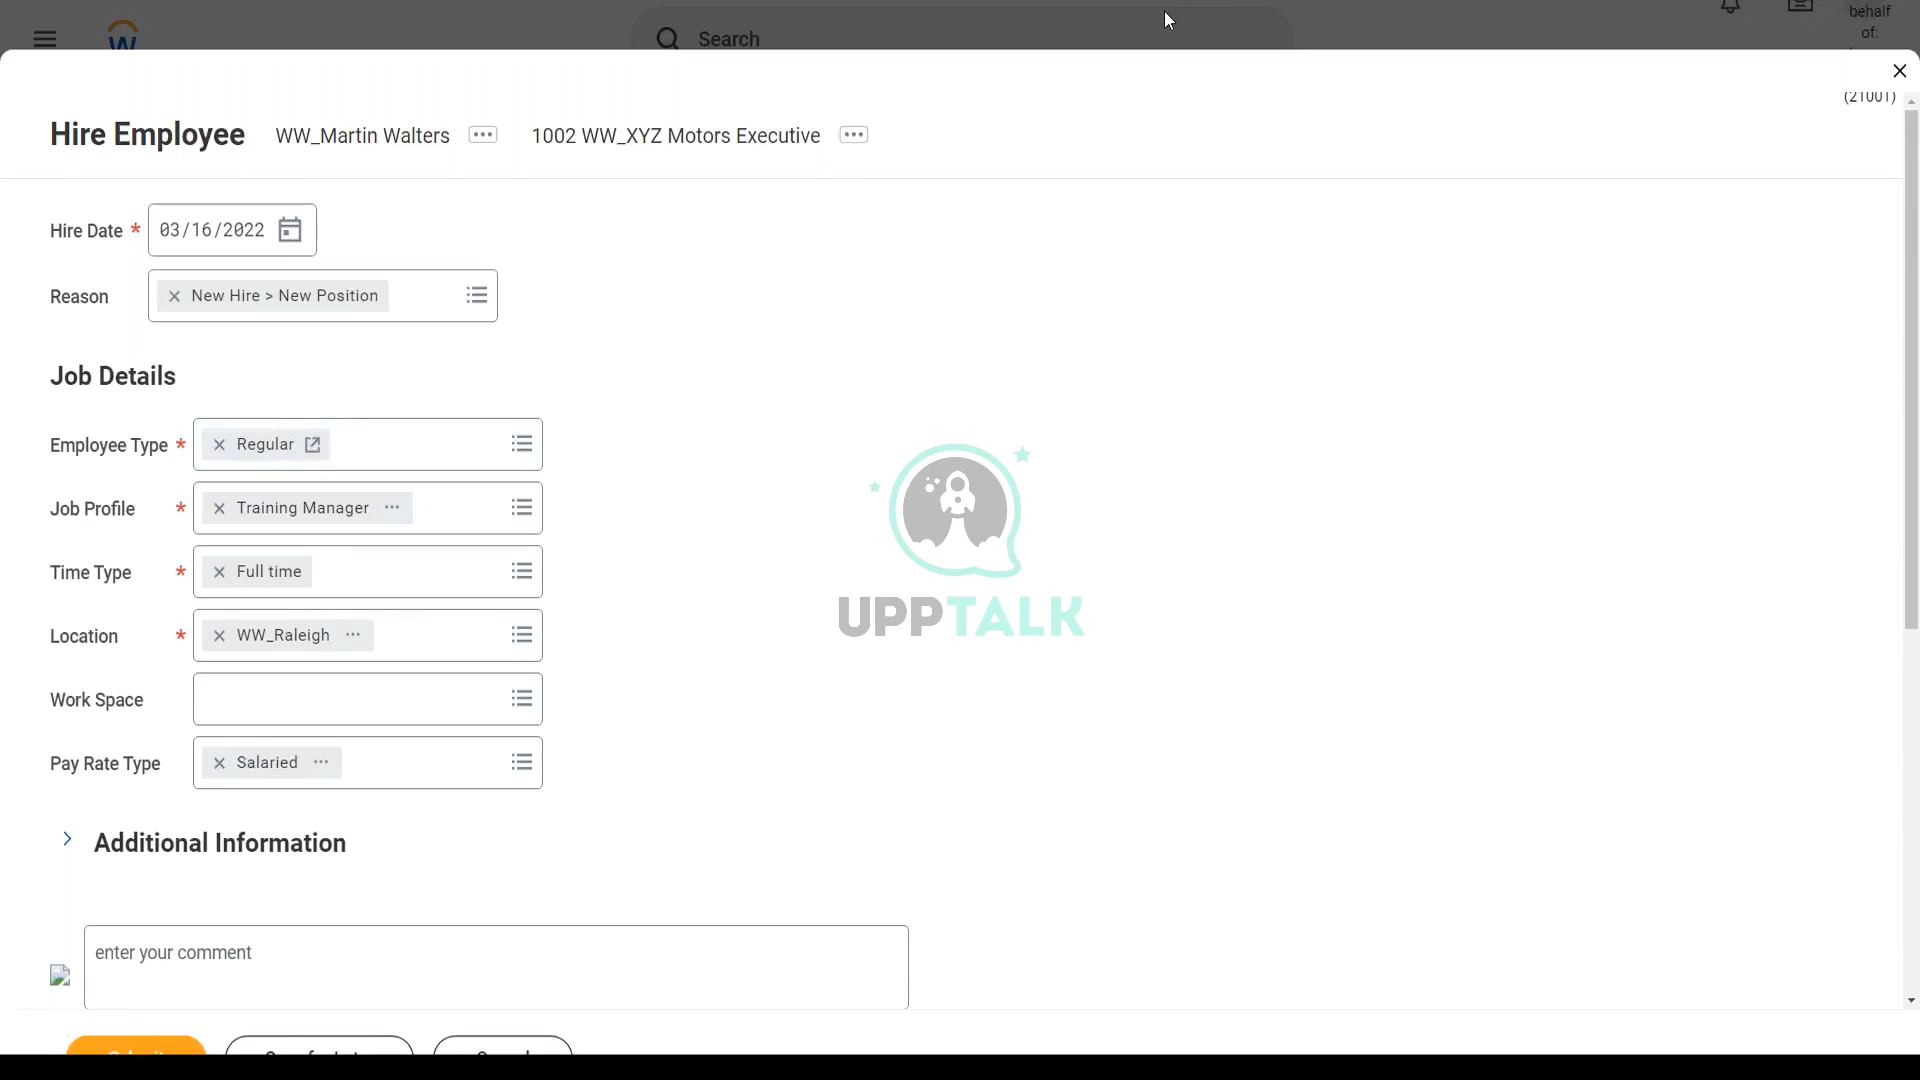 behalf
of:
Search
(21001)
Hire Employee WW_Martin Walters 1002 WW_XYZ Motors Executive
Hire Date * 03/16/2022
Reason New Hire > New Position
Job Details
Employee Type * Regular
Job Profile * Training Manager
Time Type * Full time
Location * WW_Raleigh
Work Space
Pay Rate Type Salaried
Additional Information
enter your comment
UPPTALK